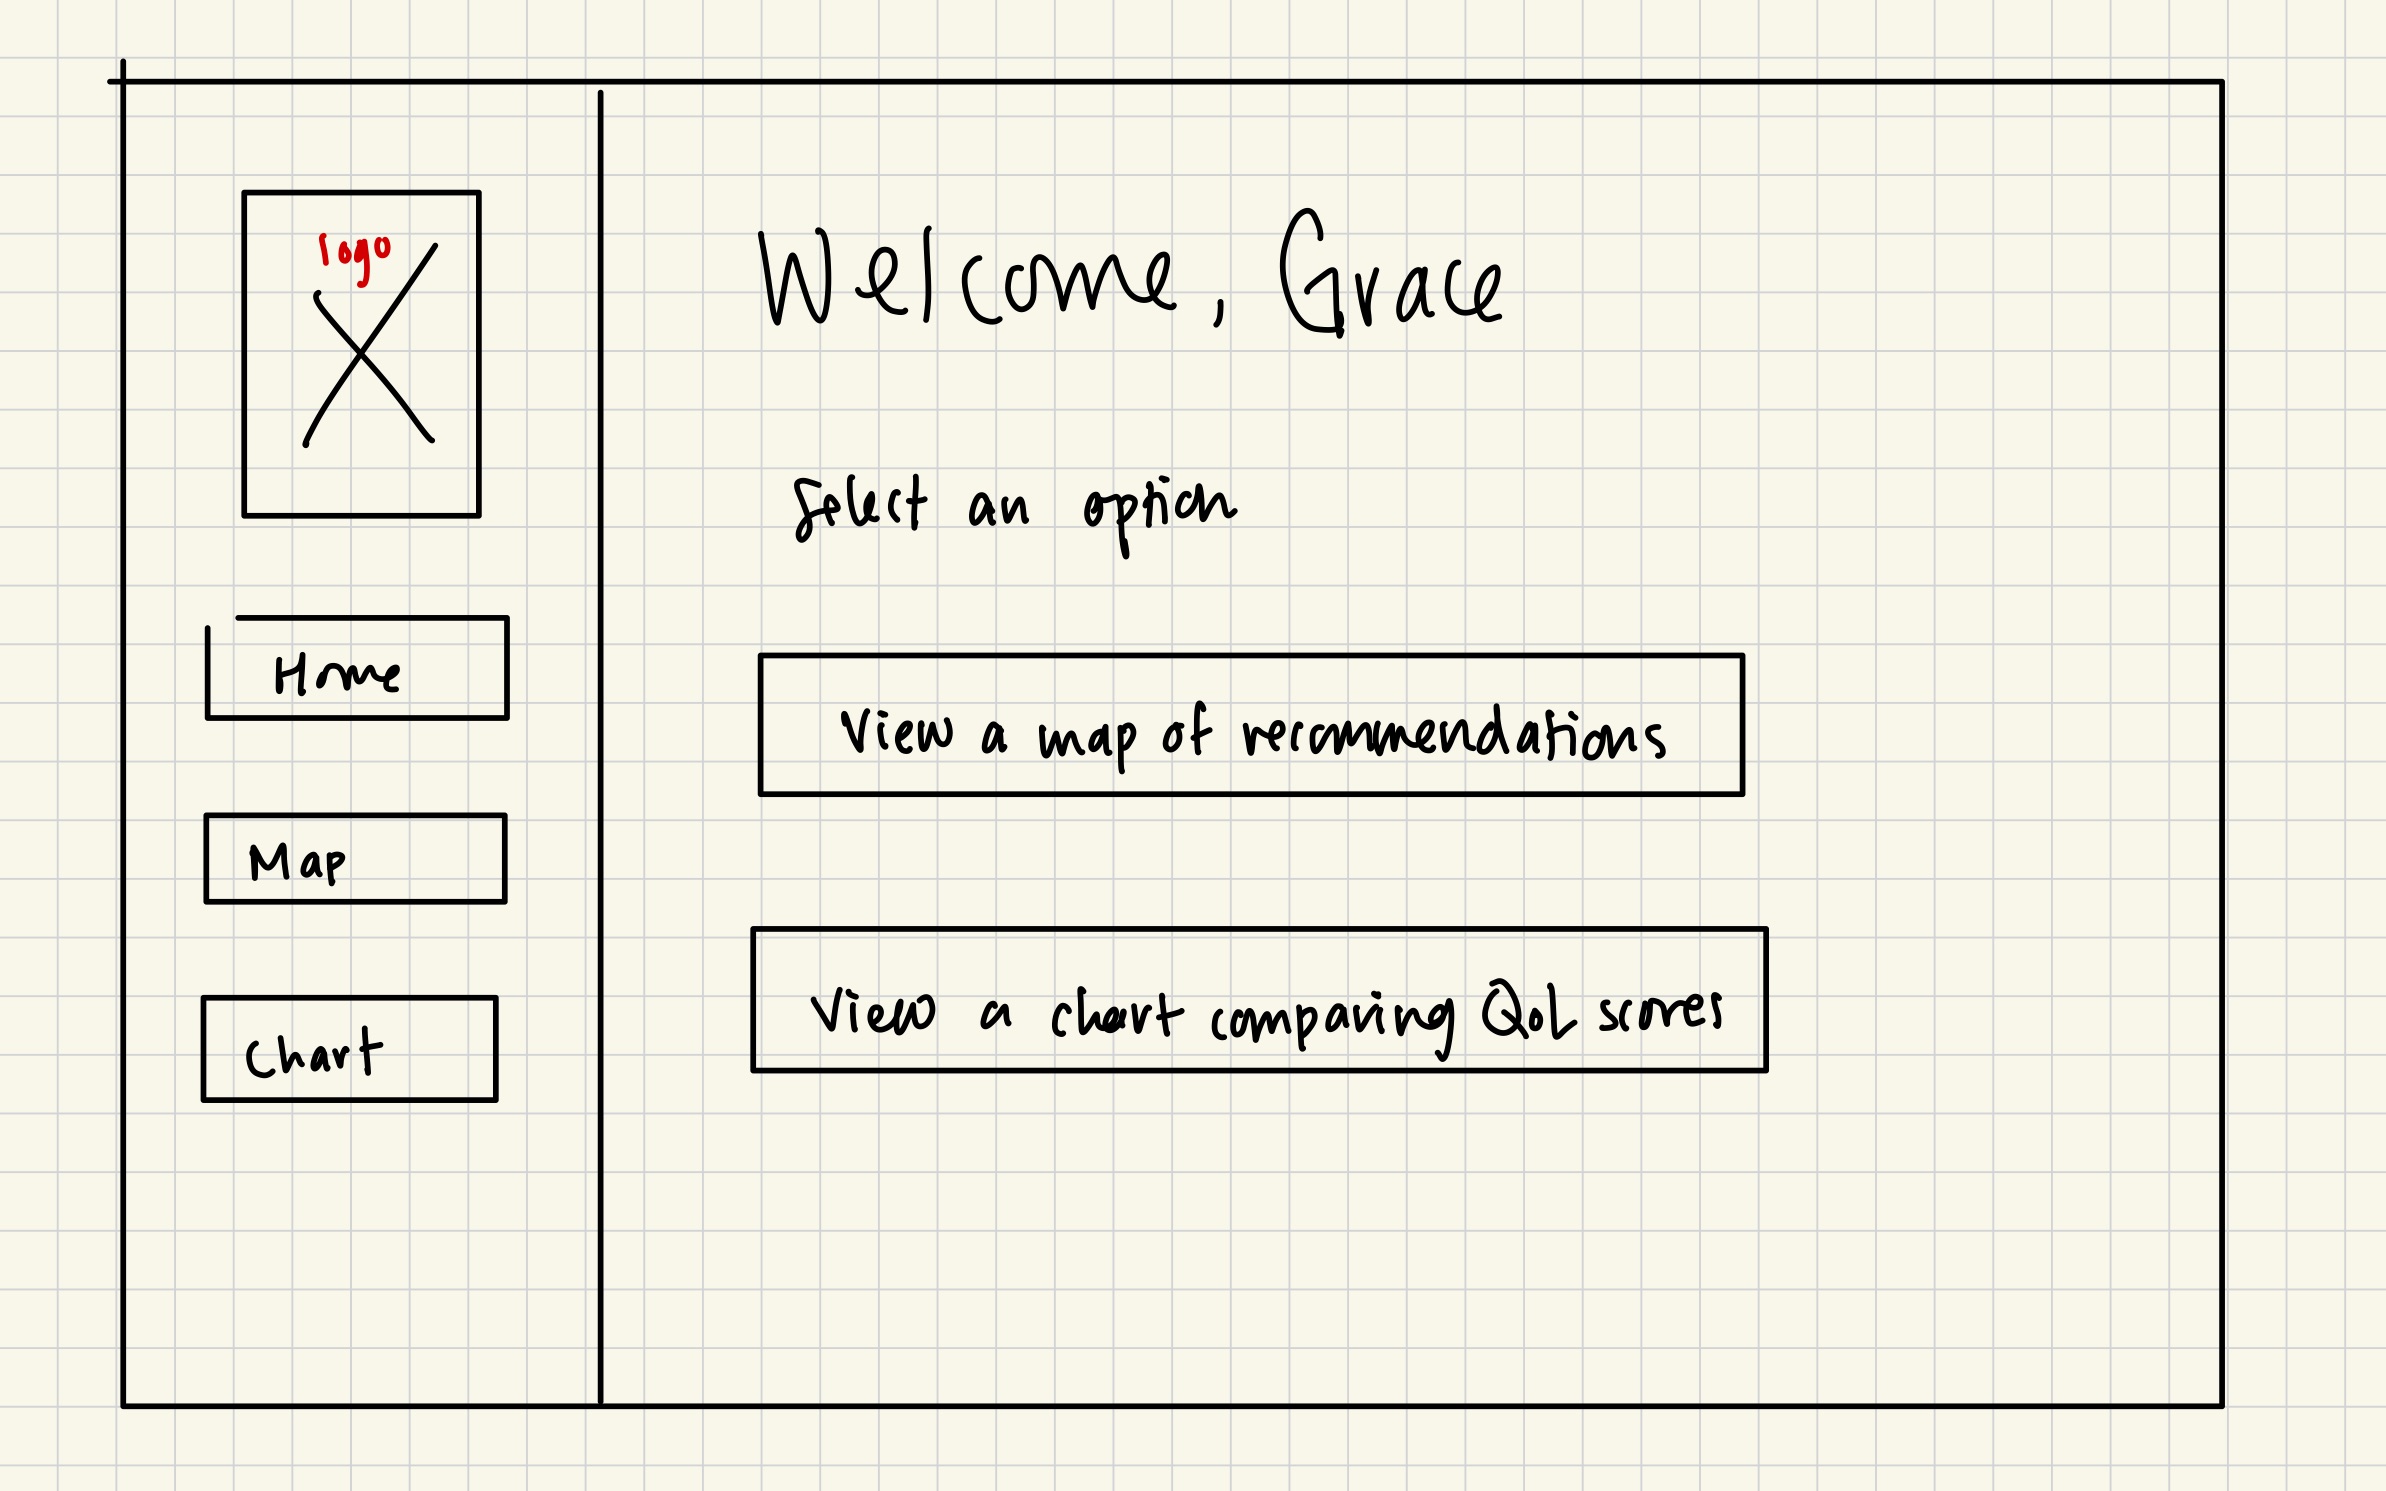 logo
Home
Map
Chart
Welcome, Grace
Select an option
View a map of recommendations
View a chart comparing QoL scores